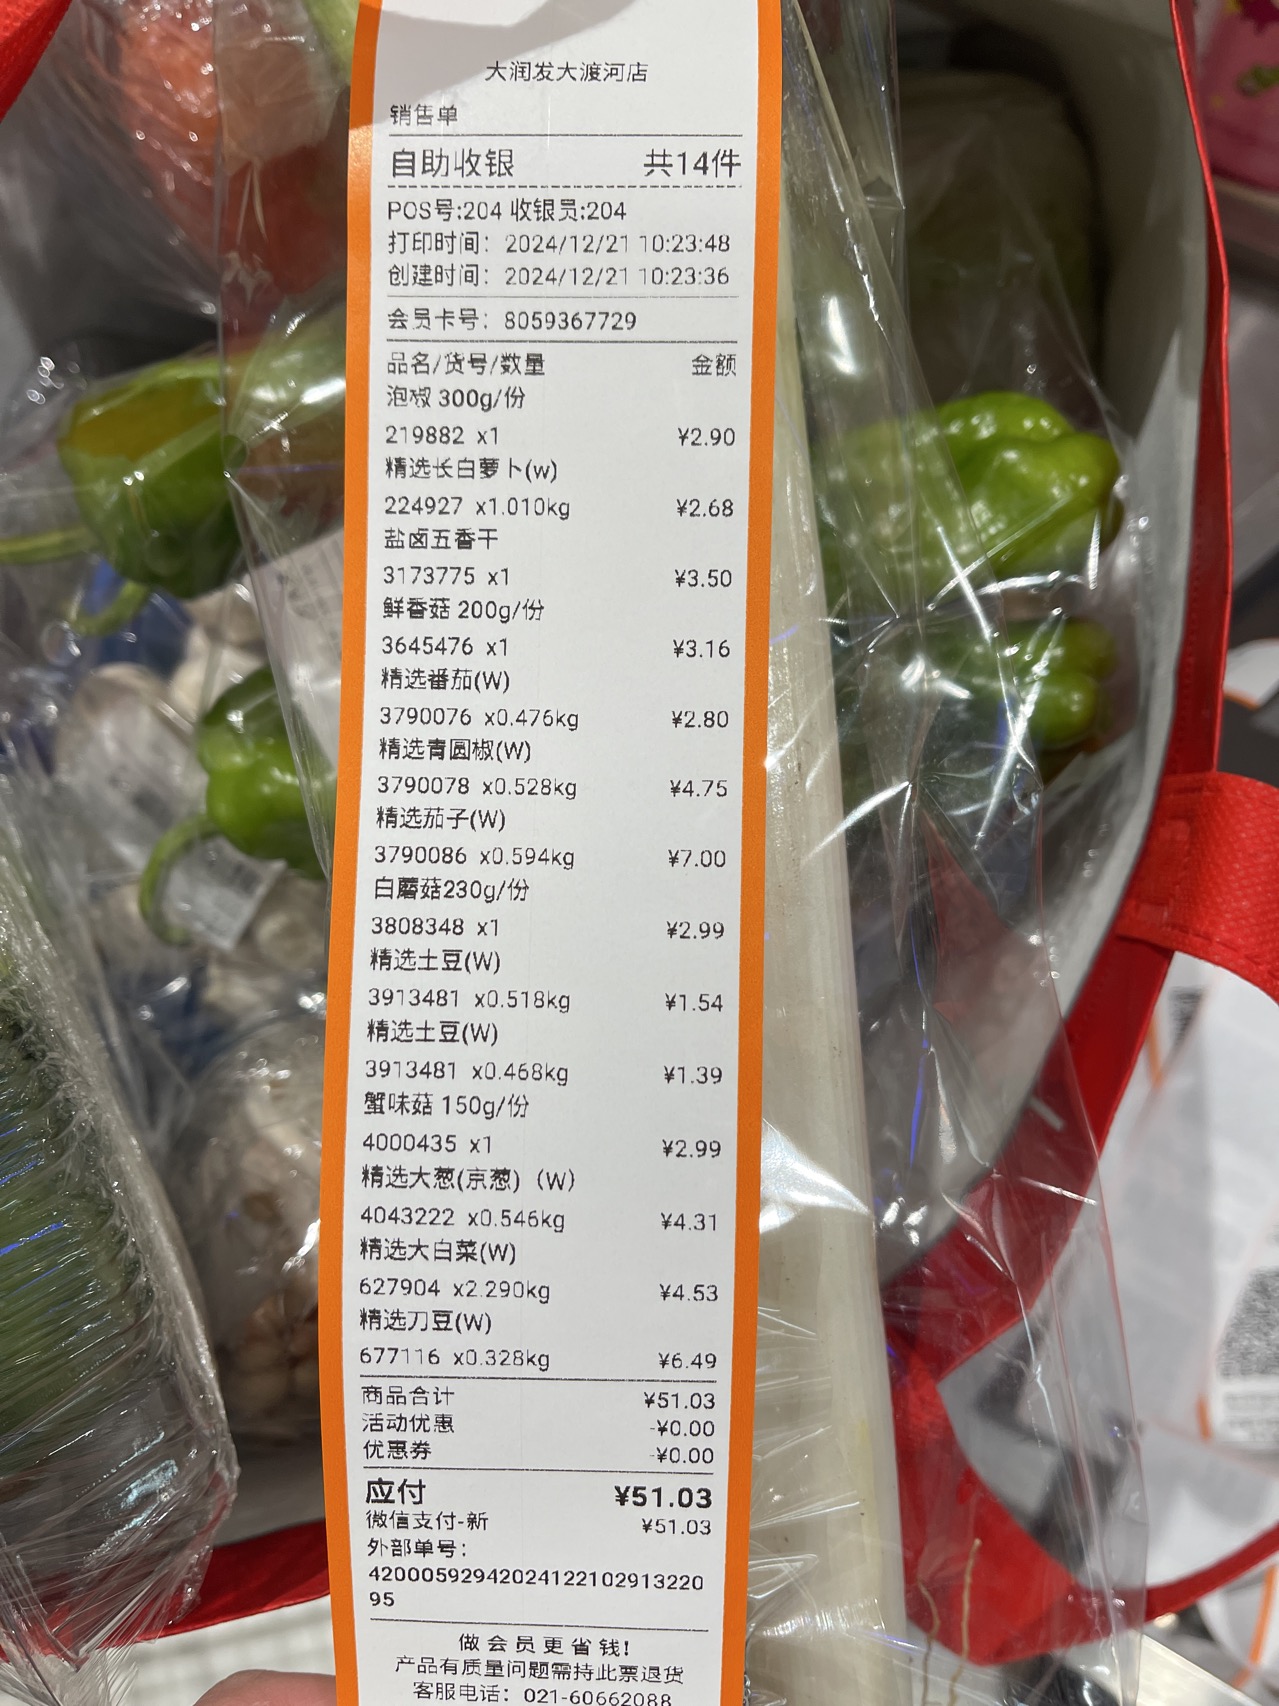 大润发大渡河店
销售单
自助收银 共14件
POS号:204 收银员:204
打印时间: 2024/12/21 10:23:48
创建时间: 2024/12/21 10:23:36
会员卡号: 8059367729
品名/货号/数量 金额
泡椒 300g/份
219882 x1 ¥2.90
精选长白萝卜(w)
224927 x1.010kg ¥2.68
盐卤五香干
3173775 x1 ¥3.50
鲜香菇 200g/份
3645476 x1 ¥3.16
精选番茄(W)
3790076 x0.476kg ¥2.80
精选青圆椒(W)
3790078 x0.528kg ¥4.75
精选茄子(W)
3790086 x0.594kg ¥7.00
白蘑菇230g/份
3808348 x1 ¥2.99
精选土豆(W)
3913481 x0.518kg ¥1.54
精选土豆(W)
3913481 x0.468kg ¥1.39
蟹味菇 150g/份
4000435 x1 ¥2.99
精选大葱(京葱)（W）
4043222 x0.546kg ¥4.31
精选大白菜(W)
627904 x2.290kg ¥4.53
精选刀豆(W)
677116 x0.328kg ¥6.49
商品合计 ¥51.03
活动优惠 -¥0.00
优惠券 -¥0.00
应付 ¥51.03
微信支付-新 ¥51.03
外部单号:
42000592942024122102913220
95
做会员更省钱!
产品有质量问题需持此票退货
客服电话: 021-60662088